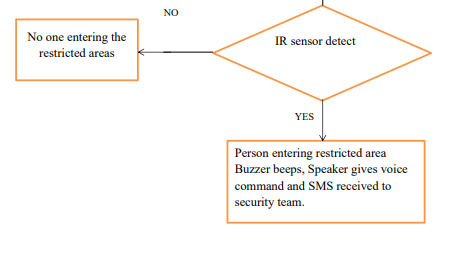 NO
No one entering the
restricted areas
IR sensor detect
YES
Person entering restricted area
Buzzer beeps, Speaker gives voice
command and SMS received to
security team.